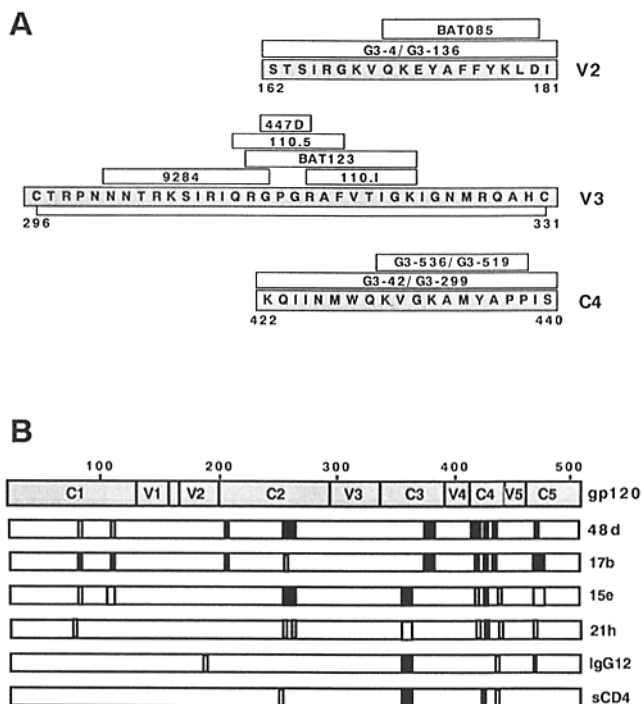 A
BAT085
G3-4/ G3-136
S T S I R G K V Q K E Y A F F Y K L D I
V2
162 181
447D
110.5
BAT123
9284 110.I
C T R P N N N T R K S I R I Q R G P G R A F V T I G K I G N M R Q A H C
V3
296 331
G3-536/ G3-519
G3-42/ G3-299
K Q I I N M W Q K V G K A M Y A P P I S
C4
422 440
B
100 200 300 400 500
C1 V1 V2 C2 V3 C3 V4 C4 V5 C5 gp120
48d
17b
15e
21h
IgG12
sCD4